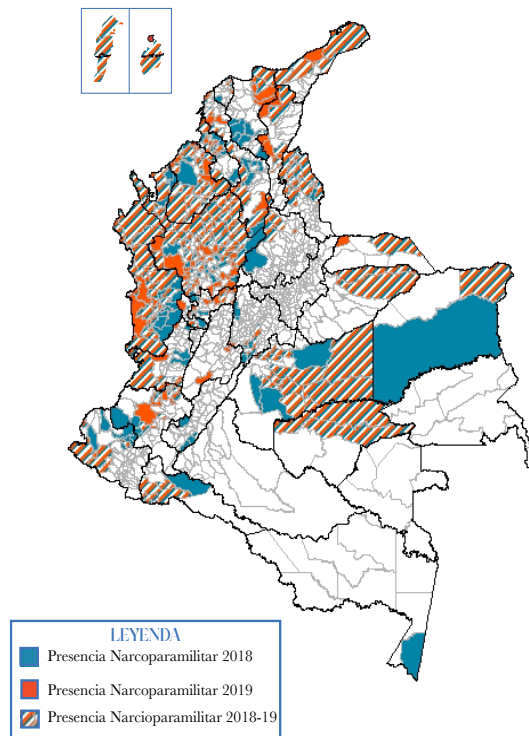 LEYENDA
Presencia Narcoparamilitar 2018
Presencia Narcoparamilitar 2019
Presencia Narcioparamilitar 2018-19